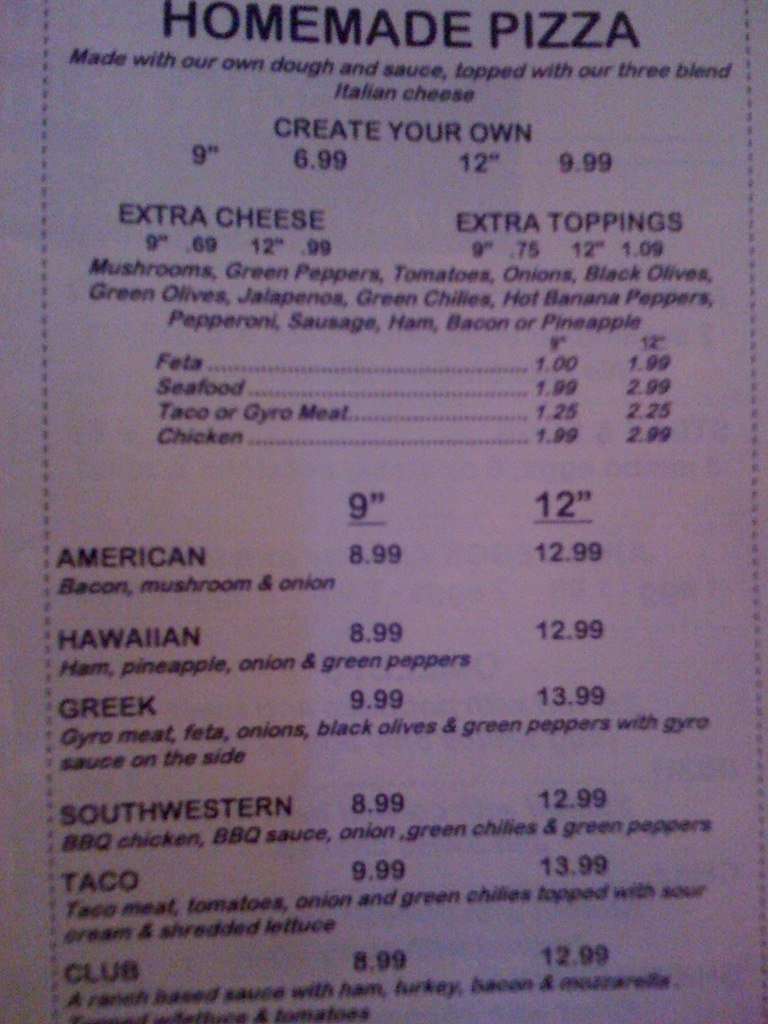 HOMEMADE PIZZA
Made with our own dough and sauce, topped with our three blend
Italian cheese
CREATE YOUR OWN
9" 6.99 12" 9.99
EXTRA CHEESE EXTRA TOPPINGS
9" .69 12" .99 9" .75 12" 1.09
Mushrooms, Green Peppers, Tomatoes, Onions, Black Olives,
Green Olives, Jalapenos, Green Chilies, Hot Banana Peppers,
Pepperoni, Sausage, Ham, Bacon or Pineapple
9" 12"
Feta ........ 1.00 1.99
Seafood ........ 1.99 2.99
Taco or Gyro Meat ........ 1.25 2.25
Chicken ........ 1.99 2.99
9" 12"
AMERICAN 8.99 12.99
Bacon, mushroom & onion
HAWAIIAN 8.99 12.99
Ham, pineapple, onion & green peppers
GREEK 9.99 13.99
Gyro meat, feta, onions, black olives & green peppers with gyro
sauce on the side
SOUTHWESTERN 8.99 12.99
BBQ chicken, BBQ sauce, onion ,green chilies & green peppers
TACO 9.99 13.99
Taco meat, tomatoes, onion and green chilies topped with sour
cream & shredded lettuce
CLUB 8.99 12.99
A ranch based sauce with ham, turkey, bacon & mozzarella.
Topped w/lettuce & tomatoes